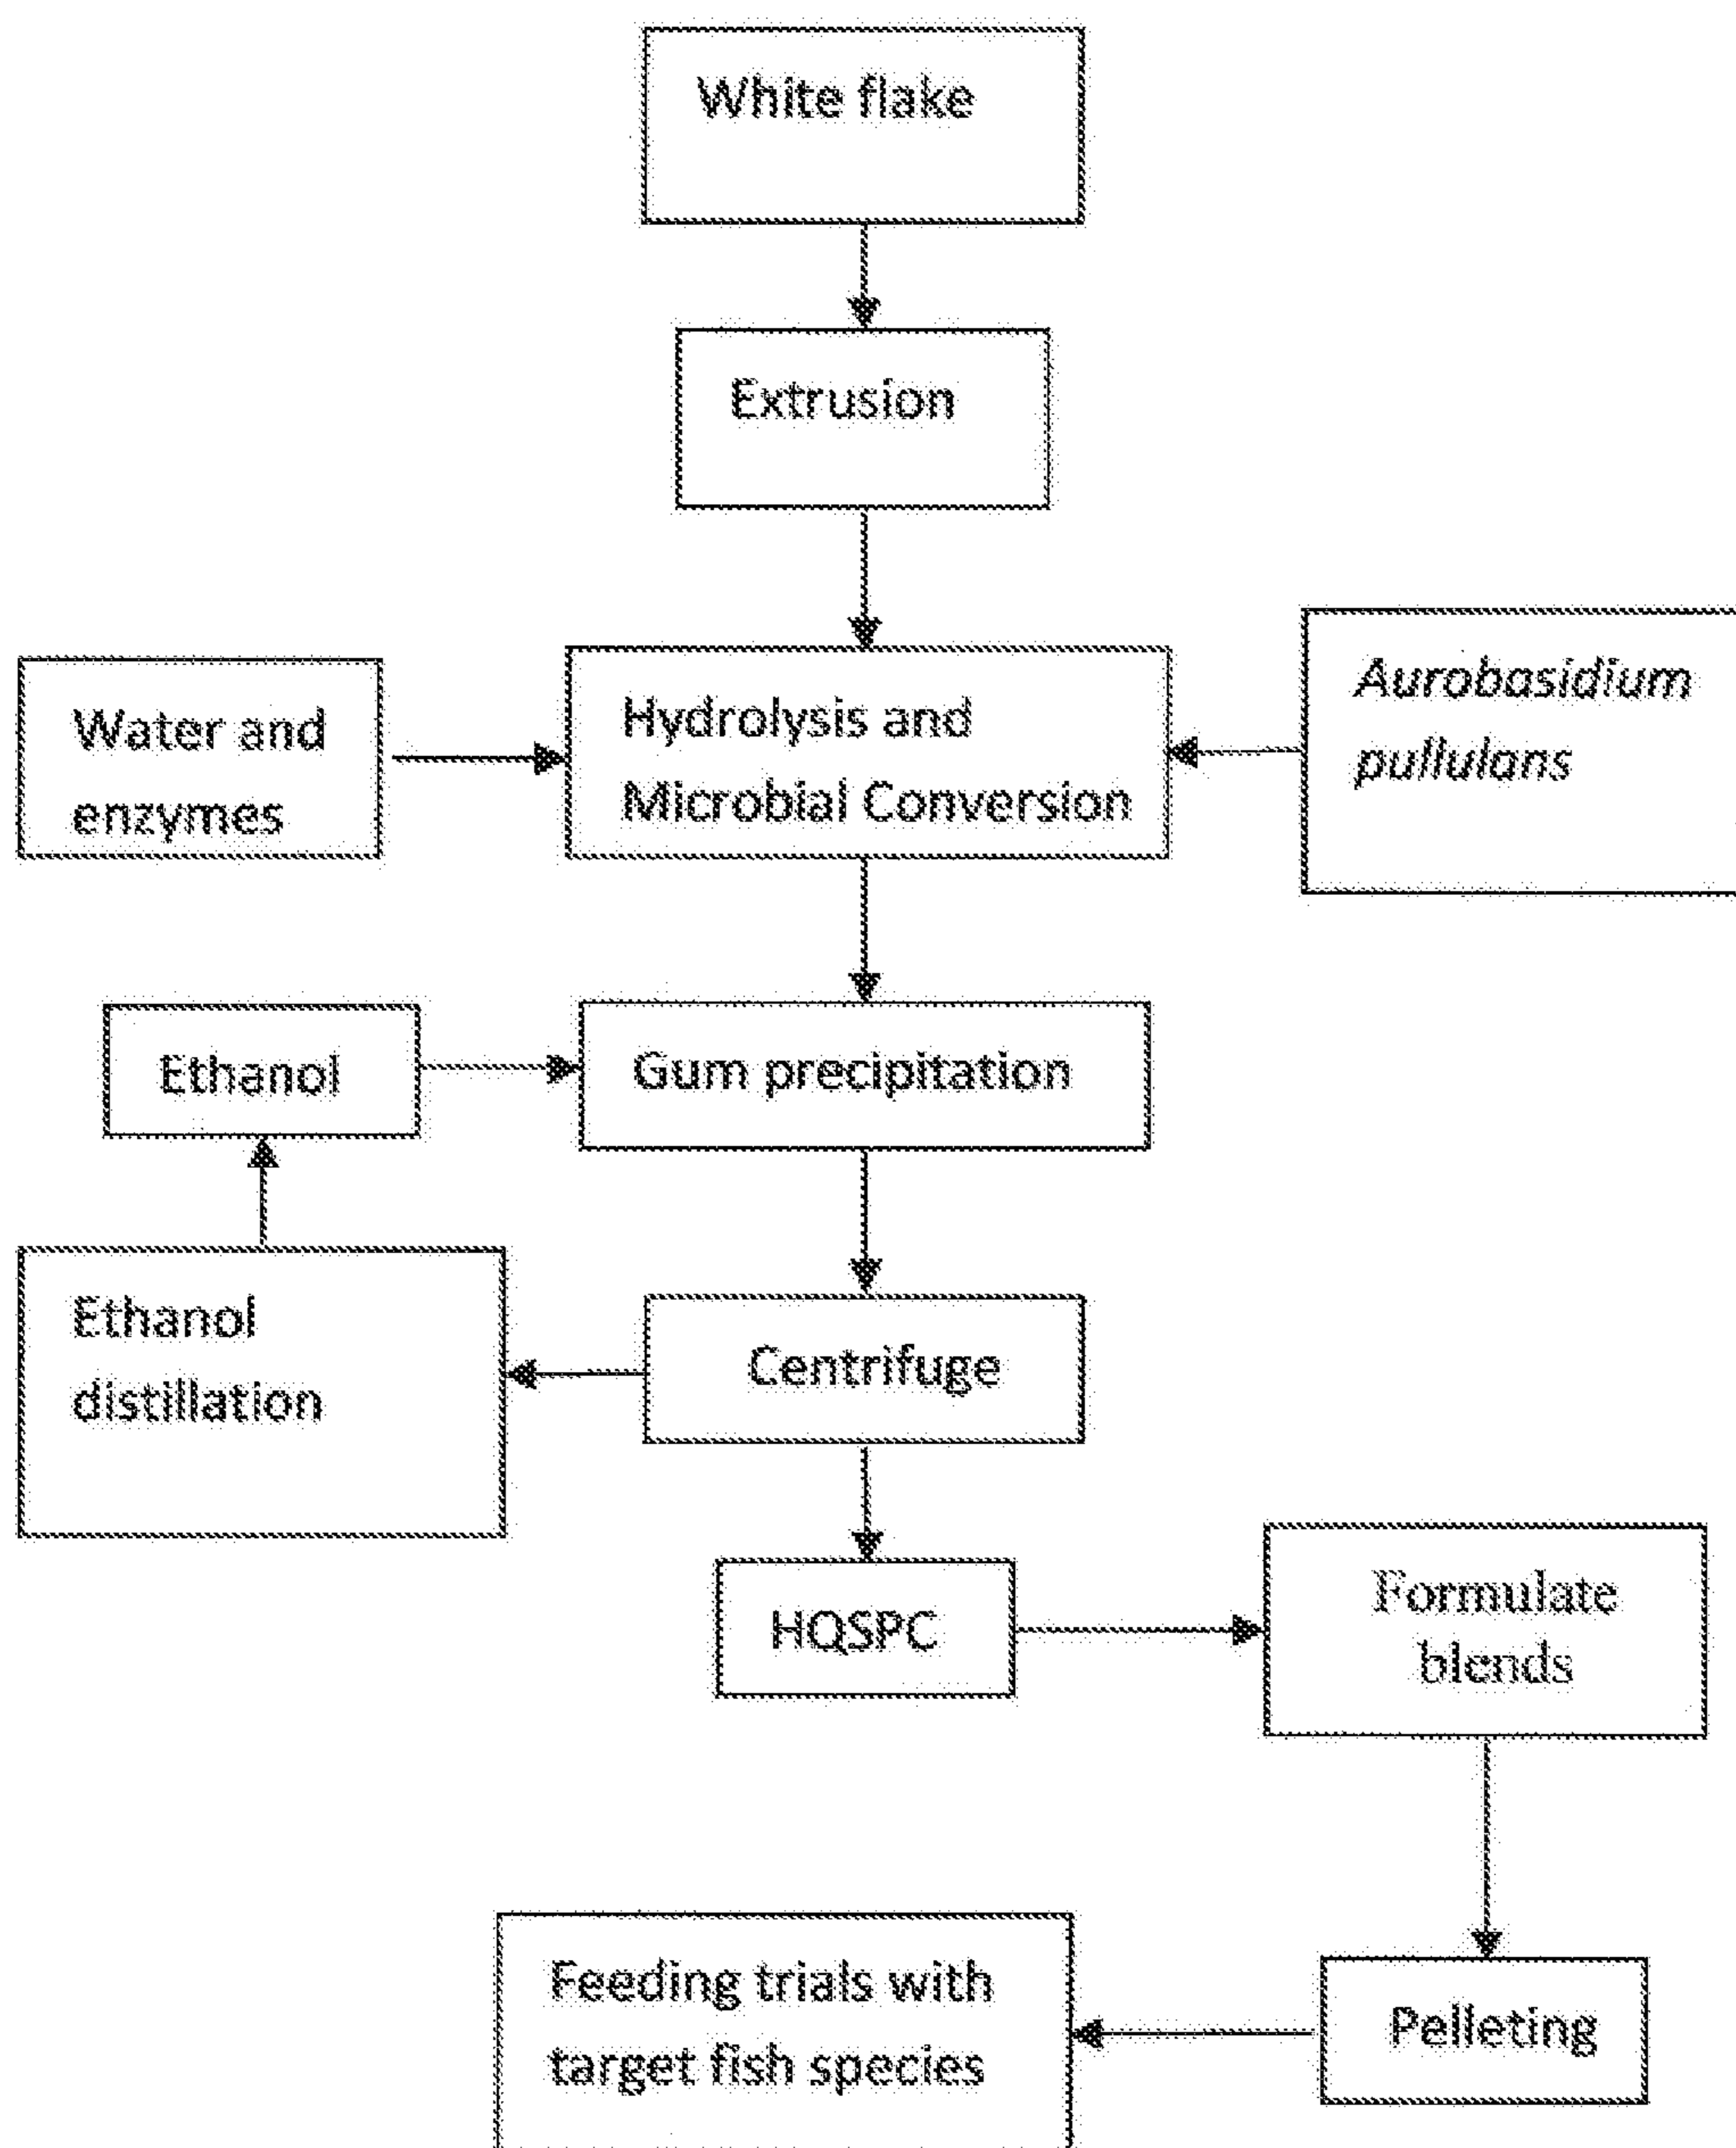 White flake
Extrusion
Water and
enzymes
Hydrolysis and
Microbial Conversion
Aurobasidium
pullulans
Ethanol
Gum precipitation
Ethanol
distillation
Centrifuge
HQSPC
Formulate
blends
Feeding trials with
target fish species
Pelleting